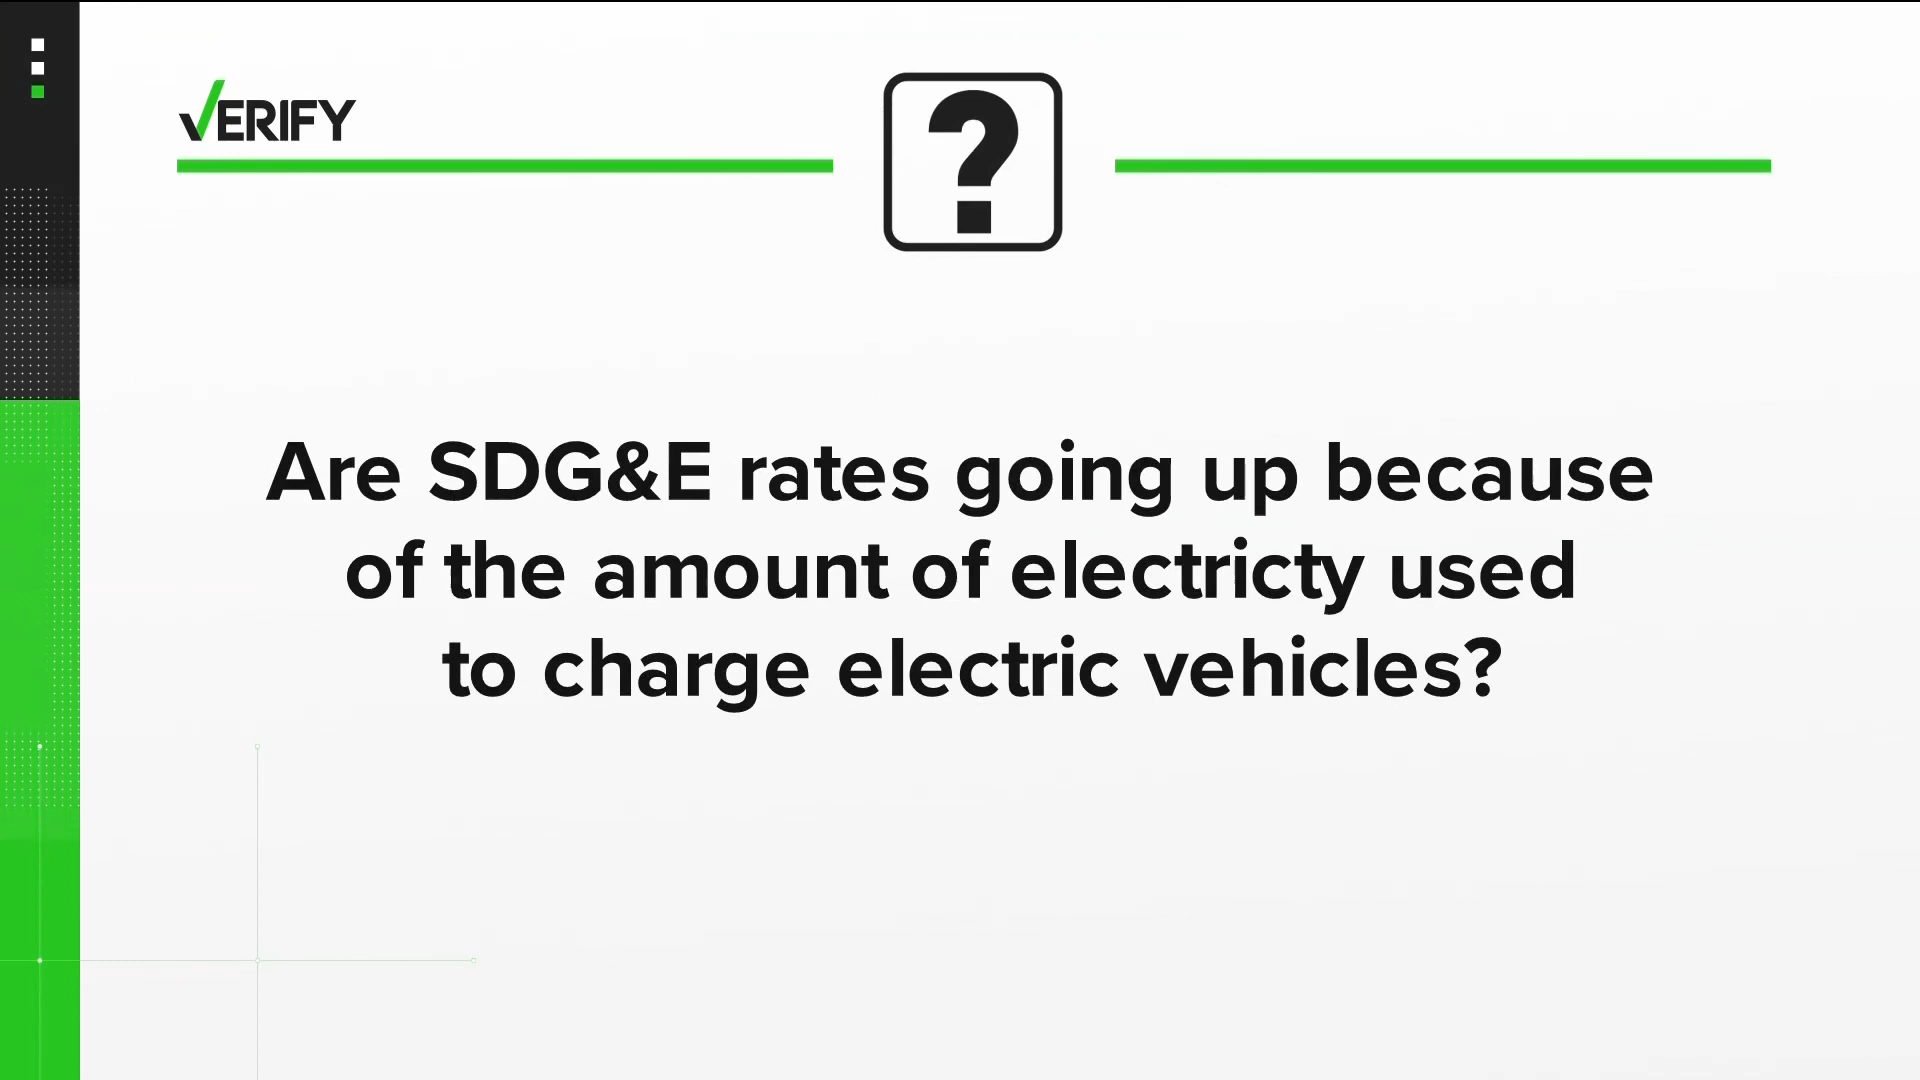 VERIFY
?
Are SDG&E rates going up because
of the amount of electricty used
to charge electric vehicles?